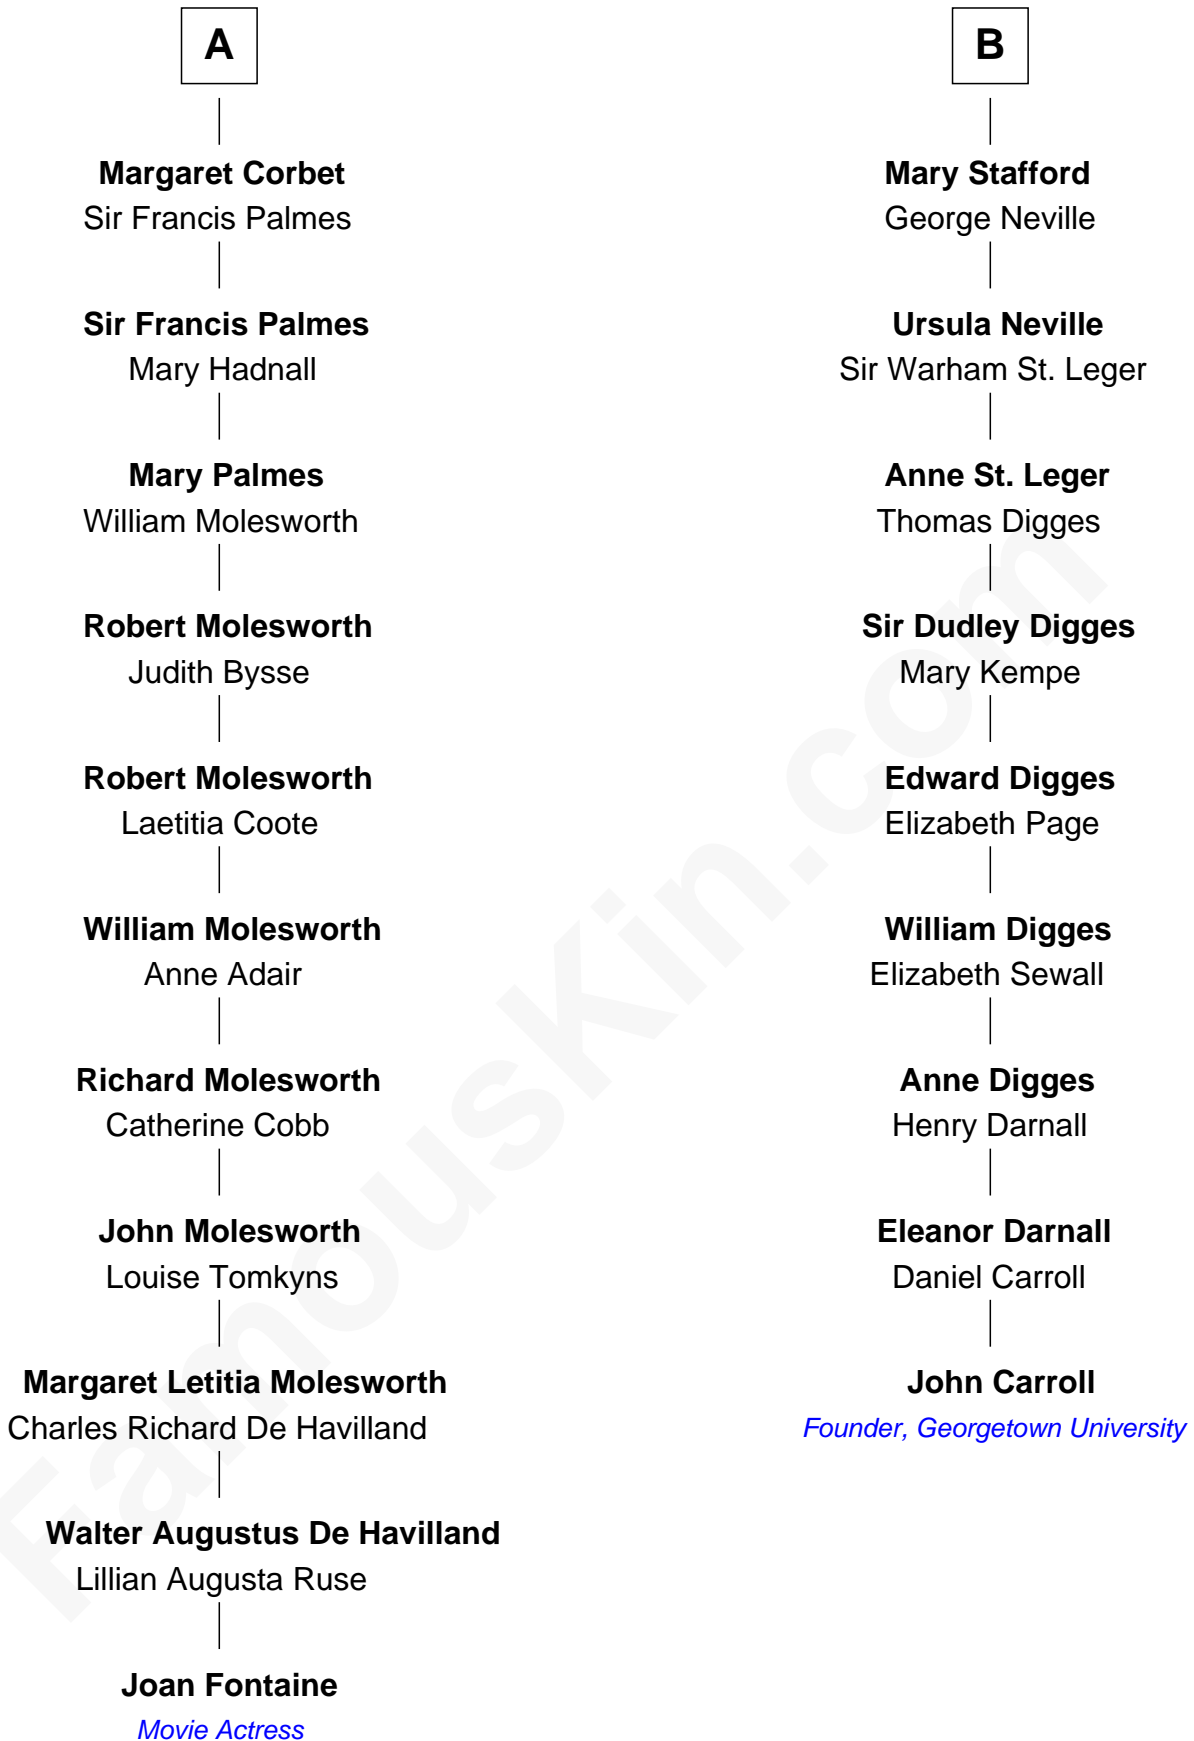 A
Margaret Corbet
Sir Francis Palmes
Sir Francis Palmes
Mary Hadnall
Mary Palmes
William Molesworth
Robert Molesworth
Judith Bysse
Robert Molesworth
Laetitia Coote
William Molesworth
Anne Adair
Richard Molesworth
Catherine Cobb
John Molesworth
Louise Tomkyns
Margaret Letitia Molesworth
Charles Richard De Havilland
Walter Augustus De Havilland
Lillian Augusta Ruse
Joan Fontaine
Movie Actress
B
Mary Stafford
George Neville
Ursula Neville
Sir Warham St. Leger
Anne St. Leger
Thomas Digges
Sir Dudley Digges
Mary Kempe
Edward Digges
Elizabeth Page
William Digges
Elizabeth Sewall
Anne Digges
Henry Darnall
Eleanor Darnall
Daniel Carroll
John Carroll
Founder, Georgetown University
FamousKin.com